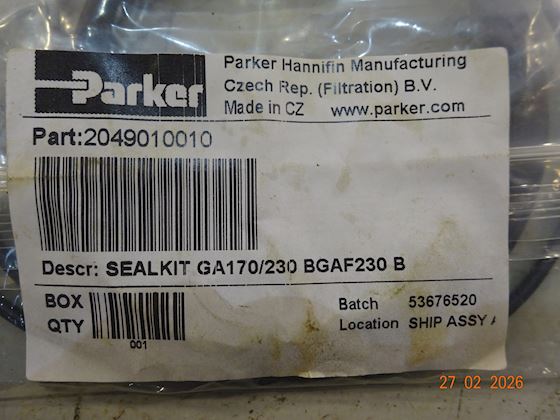 Parker
Parker Hannifin Manufacturing
Czech Rep. (Filtration) B.V.
Made in CZ www.parker.com
Part:2049010010
Descr: SEALKIT GA170/230 BGAF230 B
BOX
QTY
001
Batch 53676520
Location SHIP ASSY
27 02 2026